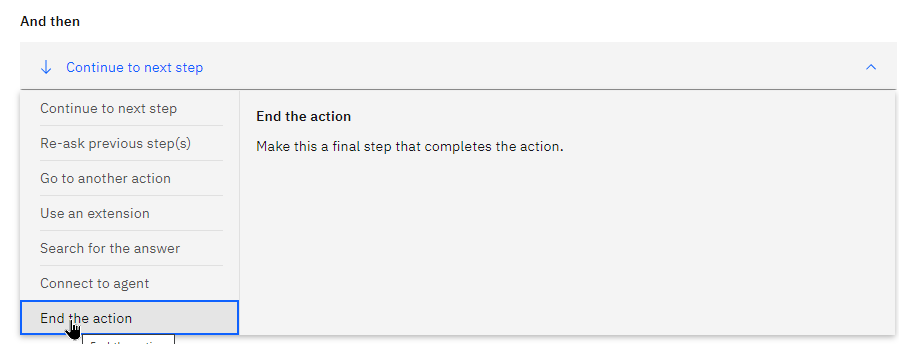 And then
Continue to next step
Continue to next step
Re-ask previous step(s)
Go to another action
Use an extension
Search for the answer
Connect to agent
End the action
End the action
Make this a final step that completes the action.